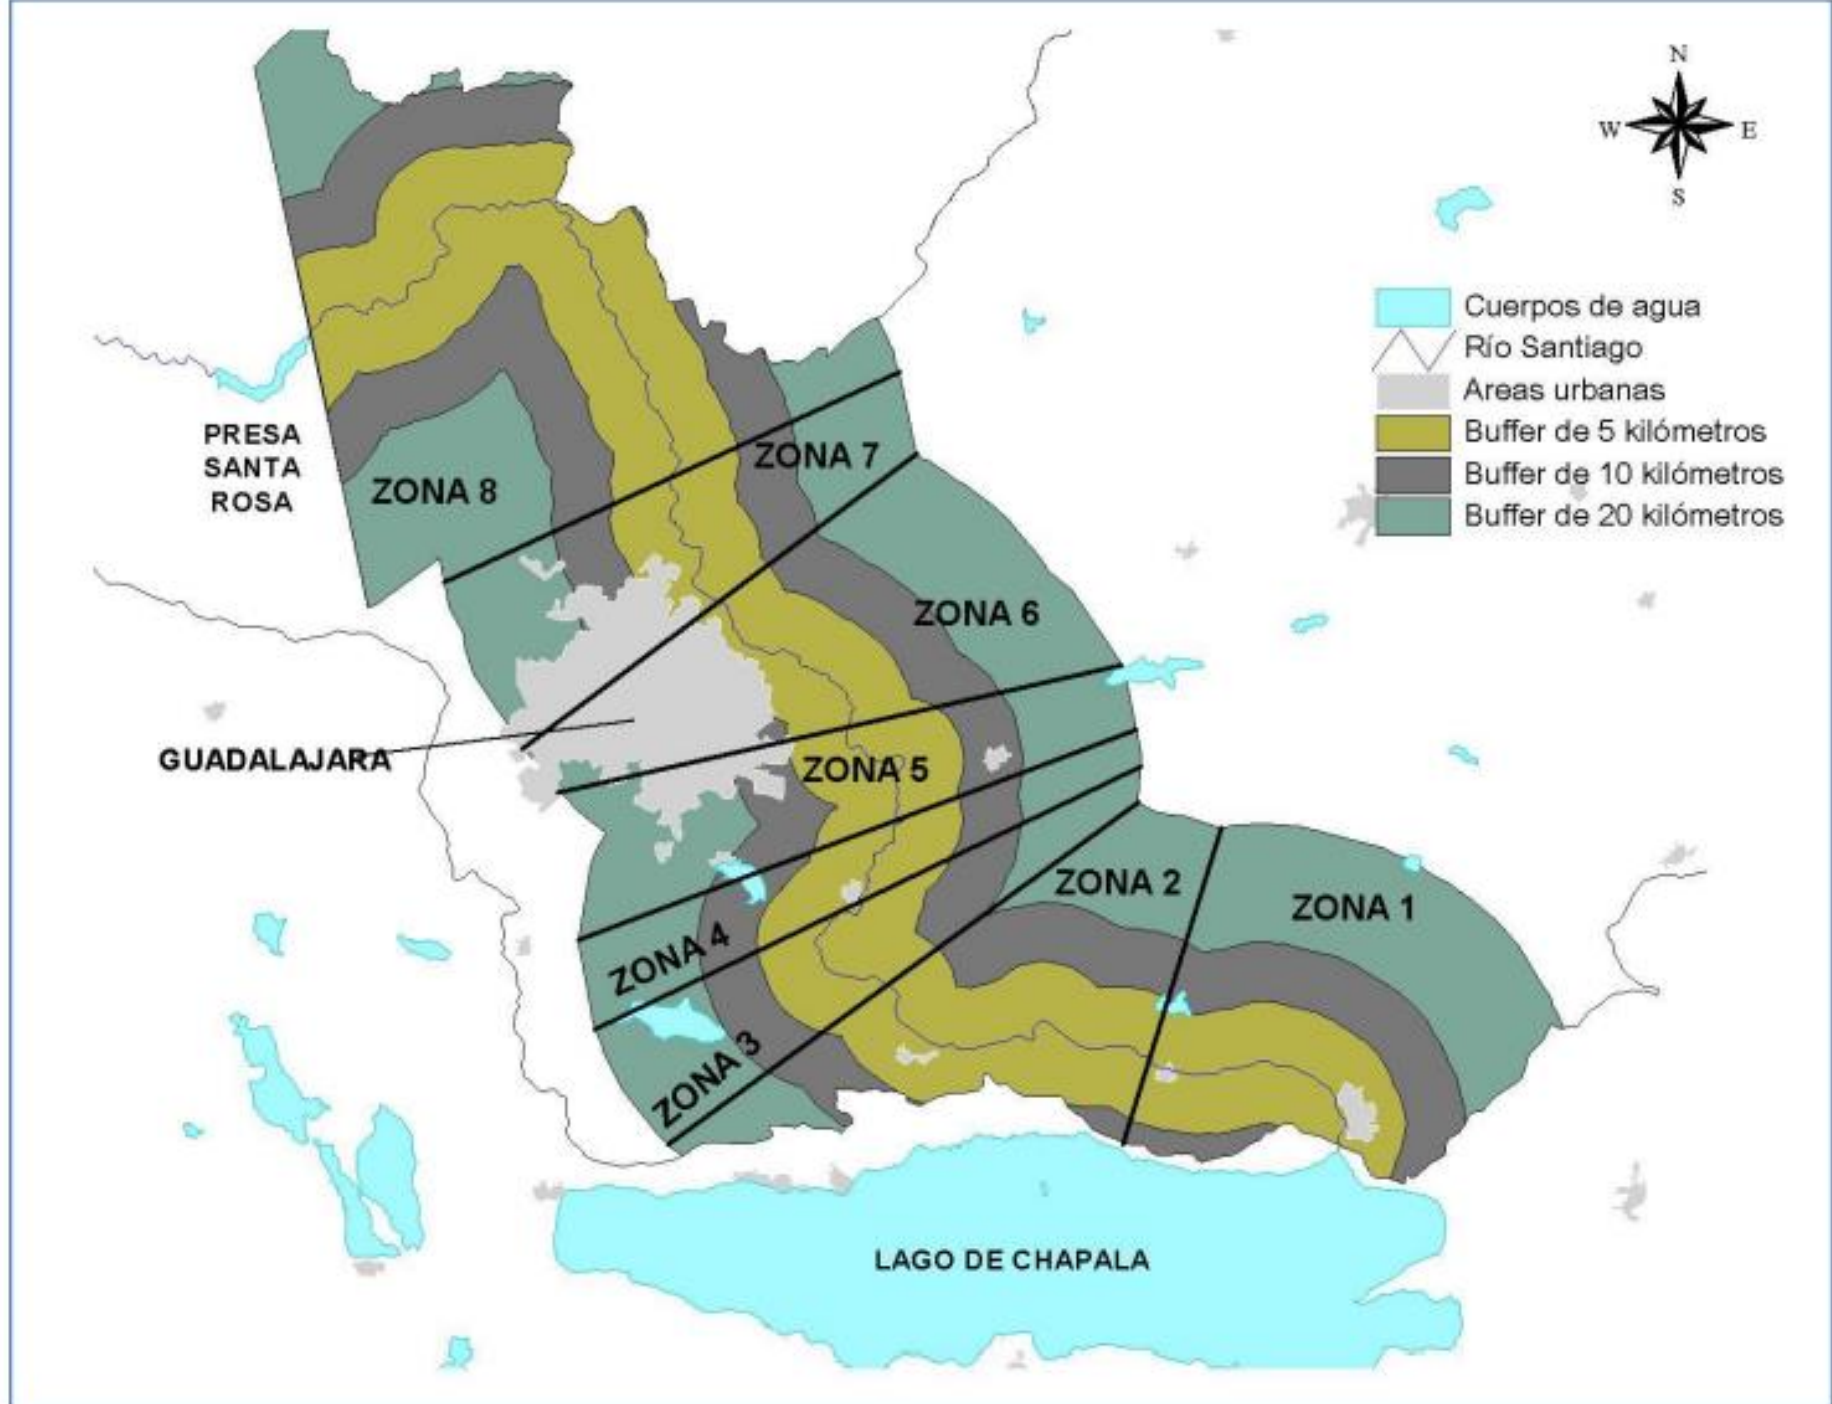 N
W
E
S
Cuerpos de agua
Río Santiago
Areas urbanas
Buffer de 5 kilómetros
Buffer de 10 kilómetros
Buffer de 20 kilómetros
PRESA
SANTA
ROSA
ZONA 8
ZONA 7
ZONA 6
GUADALAJARA
ZONA 5
ZONA 4
ZONA 3
ZONA 2
ZONA 1
LAGO DE CHAPALA